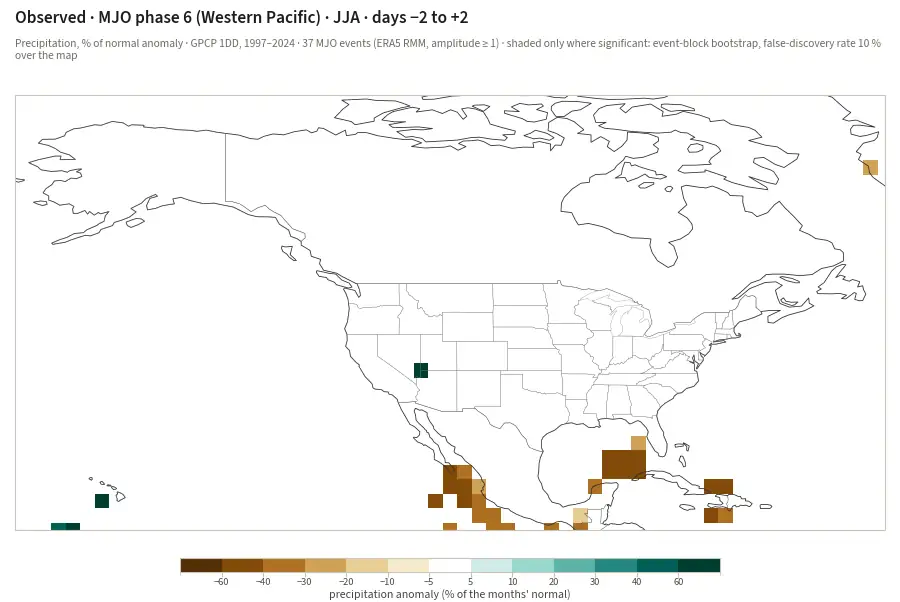 Observed · MJO phase 6 (Western Pacific) · JJA · days −2 to +2
Precipitation, % of normal anomaly · GPCP 1DD, 1997–2024 · 37 MJO events (ERA5 RMM, amplitude ≥ 1) · shaded only where significant: event-block bootstrap, false-discovery rate 10 %
over the map
−60 −40 −30 −20 −10 −5 5 10 20 30 40 60
precipitation anomaly (% of the months' normal)